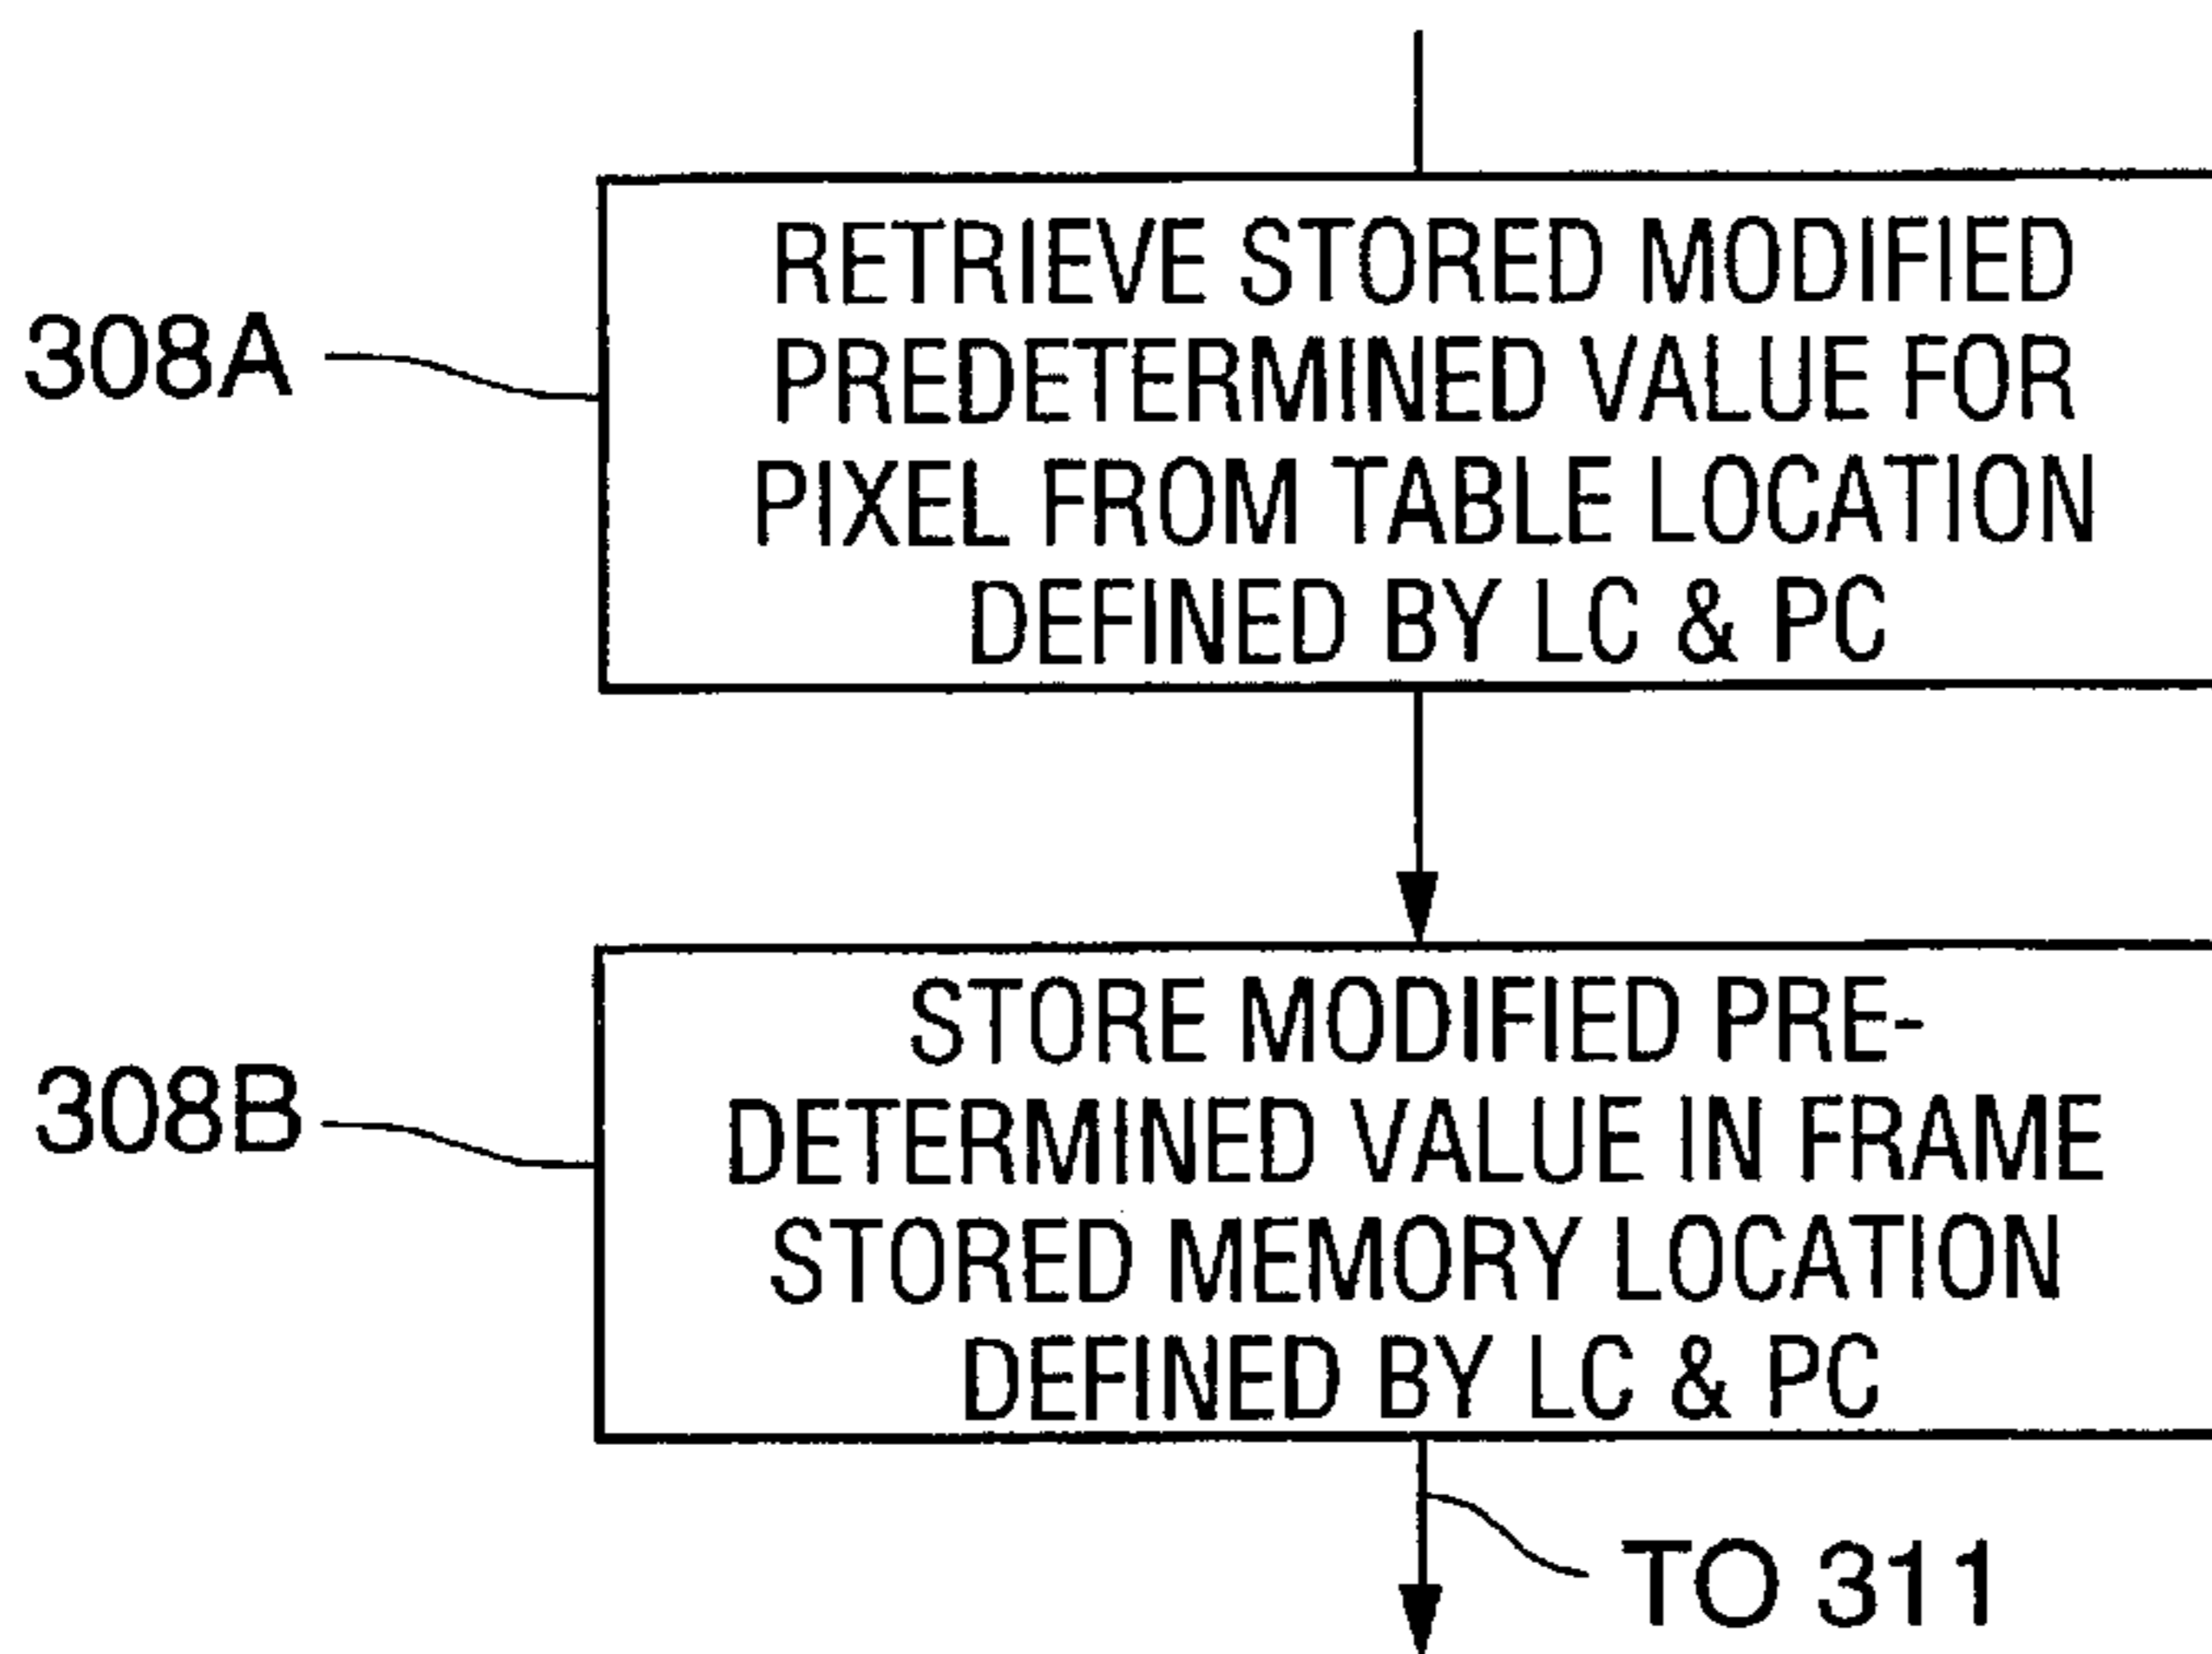 308A
RETRIEVE STORED MODIFIED
PREDETERMINED VALUE FOR
PIXEL FROM TABLE LOCATION
DEFINED BY LC & PC
308B
STORE MODIFIED PRE-
DETERMINED VALUE IN FRAME
STORED MEMORY LOCATION
DEFINED BY LC & PC
TO 311